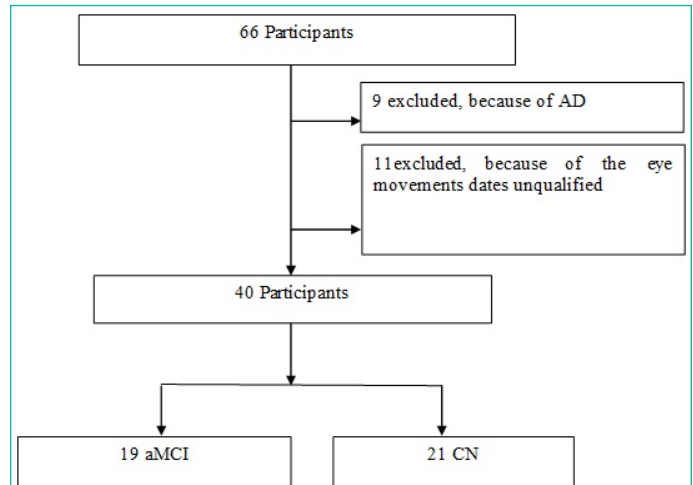 66 Participants
9 excluded, because of AD
11excluded, because of the eye
movements dates unqualified
40 Participants
19 aMCI
21 CN